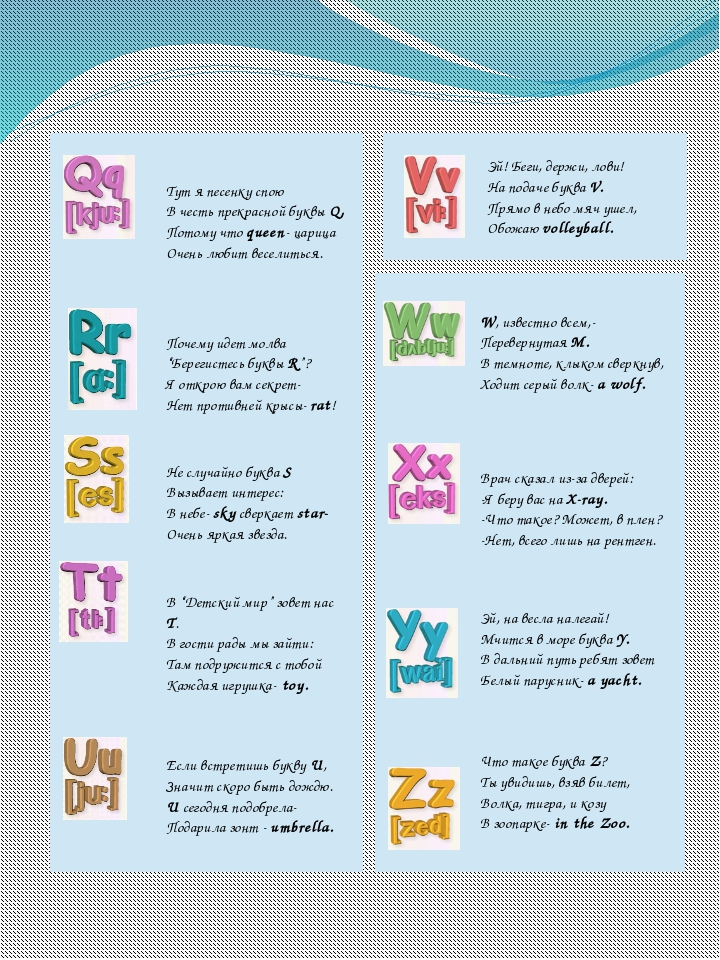 Qq
[kju:]
Тут я песенку спою
В честь прекрасной буквы Q,
Потому что queen- царица
Очень любит веселиться.
Rr
[ɑ:]
Почему идет молва
"Берегистесь буквы R"?
Я открою вам секрет-
Нет противней крысы- rat!
Ss
[es]
Не случайно буква S
Вызывает интерес:
В небе- sky сверкает star-
Очень яркая звезда.
Tt
[ti:]
В "Детский мир" зовет нас
T.
В гости рады мы зайти:
Там подружится с тобой
Каждая игрушка- toy.
Uu
[ju:]
Если встретишь букву U,
Значит скоро быть дождю.
U сегодня подобрела-
Подарила зонт - umbrella.
Vv
[vi:]
Эй! Беги, держи, лови!
На подаче буква V.
Прямо в небо мяч ушел,
Обожаю volleyball.
Ww
[dʌblju:]
W, известно всем,-
Перевернутая M.
В темноте, клыком сверкнув,
Ходит серый волк- a wolf.
Xx
[eks]
Врач сказал из-за дверей:
-Я беру вас на X-ray.
-Что такое? Может, в плен?
-Нет, всего лишь на рентген.
Yy
[wai]
Эй, на весла налегай!
Мчится в море буква Y.
В дальний путь ребят зовет
Белый парусник- a yacht.
Zz
[zed]
Что такое буква Z?
Ты увидишь, взяв билет,
Волка, тигра, и козу
В зоопарке- in the Zoo.